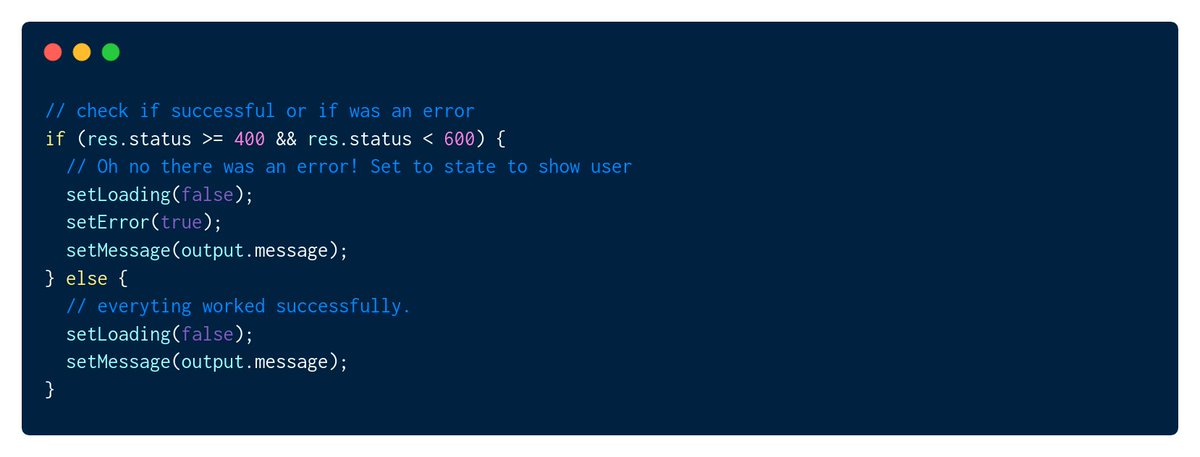 // check if successful or if was an error
if (res.status >= 400 && res.status < 600) {
  // Oh no there was an error! Set to state to show user
  setLoading(false);
  setError(true);
  setMessage(output.message);
} else {
  // everyting worked successfully.
  setLoading(false);
  setMessage(output.message);
}